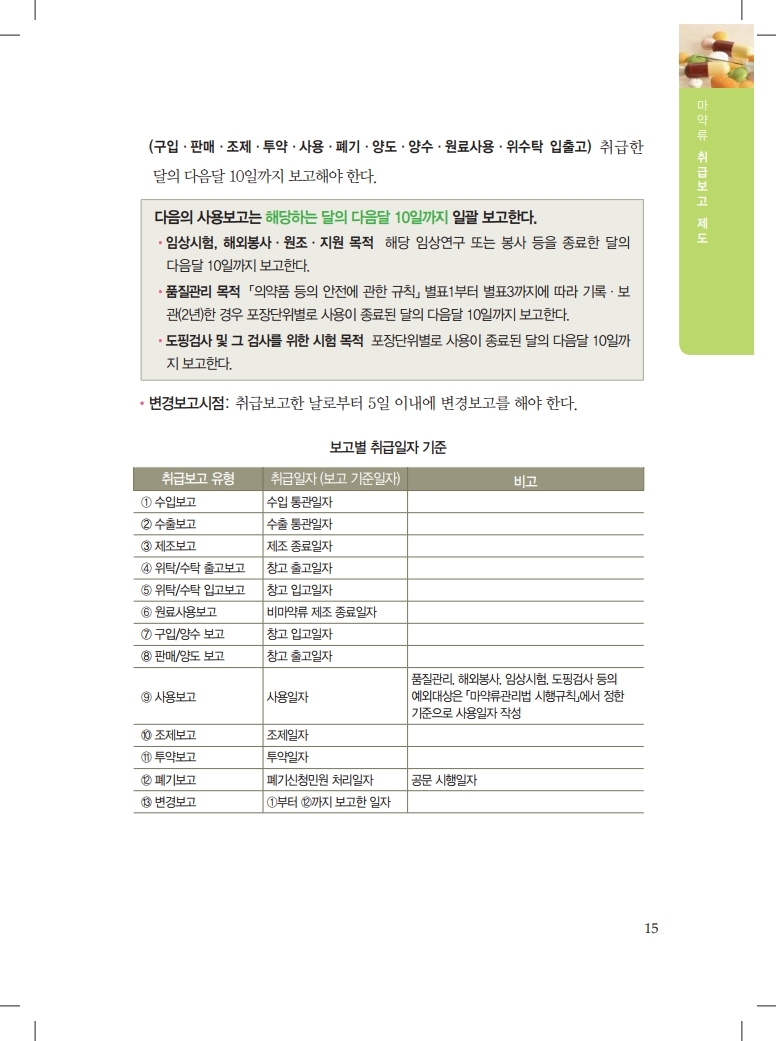 마약류 취급보고 제도
(구입 · 판매 · 조제 · 투약 · 사용 · 폐기 · 양도 · 양수 · 원료사용 · 위수탁 입출고) 취급한
달의 다음달 10일까지 보고해야 한다.
다음의 사용보고는 해당하는 달의 다음달 10일까지 일괄 보고한다.
• 임상시험, 해외봉사 · 원조 · 지원 목적 해당 임상연구 또는 봉사 등을 종료한 달의
다음달 10일까지 보고한다.
• 품질관리 목적 「의약품 등의 안전에 관한 규칙」 별표1부터 별표3까지에 따라 기록 · 보
관(2년)한 경우 포장단위별로 사용이 종료된 달의 다음달 10일까지 보고한다.
• 도핑검사 및 그 검사를 위한 시험 목적 포장단위별로 사용이 종료된 달의 다음달 10일까
지 보고한다.
• 변경보고시점: 취급보고한 날로부터 5일 이내에 변경보고를 해야 한다.
보고별 취급일자 기준
취급보고 유형 취급일자 (보고 기준일자) 비고
① 수입보고 수입 통관일자
② 수출보고 수출 통관일자
③ 제조보고 제조 종료일자
④ 위탁/수탁 출고보고 창고 출고일자
⑤ 위탁/수탁 입고보고 창고 입고일자
⑥ 원료사용보고 비마약류 제조 종료일자
⑦ 구입/양수 보고 창고 입고일자
⑧ 판매/양도 보고 창고 출고일자
⑨ 사용보고 사용일자 품질관리, 해외봉사, 임상시험, 도핑검사 등의
예외대상은 「마약류관리법 시행규칙」에서 정한
기준으로 사용일자 작성
⑩ 조제보고 조제일자
⑪ 투약보고 투약일자
⑫ 폐기보고 폐기신청민원 처리일자 공문 시행일자
⑬ 변경보고 ①부터 ⑫까지 보고한 일자
15